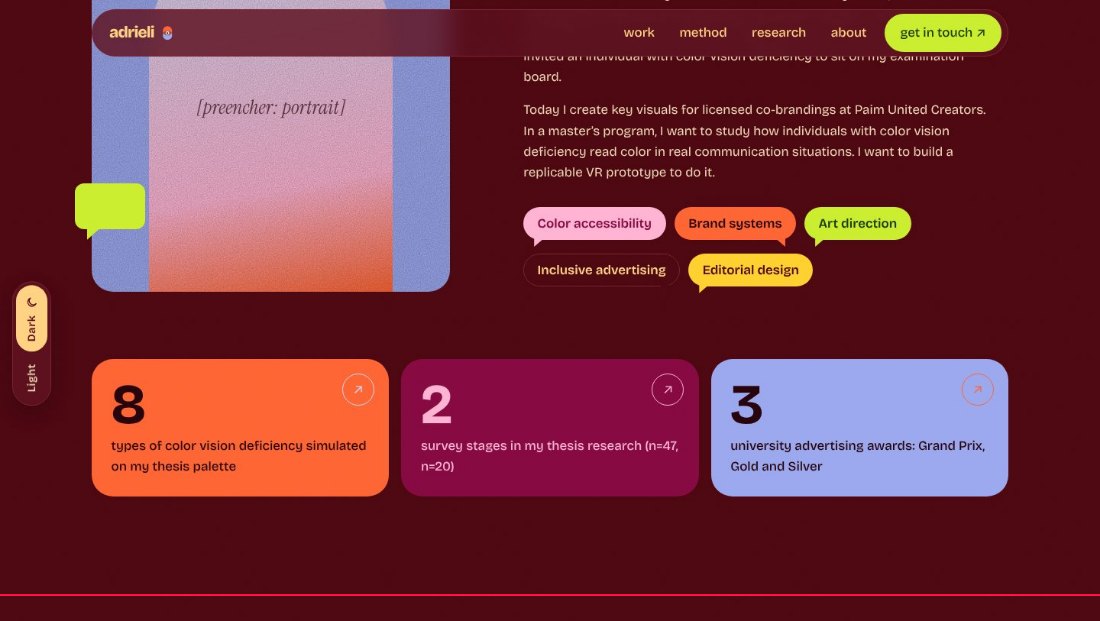 adrieli
work
method
research
about
get in touch ↗
[preencher: portrait]
invited an individual with color vision deficiency to sit on my examination
board.
Today I create key visuals for licensed co-brandings at Paim United Creators.
In a master's program, I want to study how individuals with color vision
deficiency read color in real communication situations. I want to build a
replicable VR prototype to do it.
Color accessibility
Brand systems
Art direction
Inclusive advertising
Editorial design
Dark
Light
8
types of color vision deficiency simulated
on my thesis palette
2
survey stages in my thesis research (n=47,
n=20)
3
university advertising awards: Grand Prix,
Gold and Silver